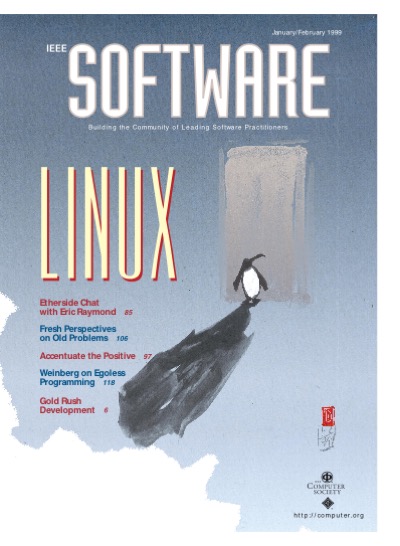 January/February 1999
IEEE
SOFTWARE
Building the Community of Leading Software Practitioners
LINUX
Etherside Chat
with Eric Raymond 85
Fresh Perspectives
on Old Problems 106
Accentuate the Positive 97
Weinberg on Egoless
Programming 118
Gold Rush
Development 6
COMPUTER
SOCIETY
http://computer.org